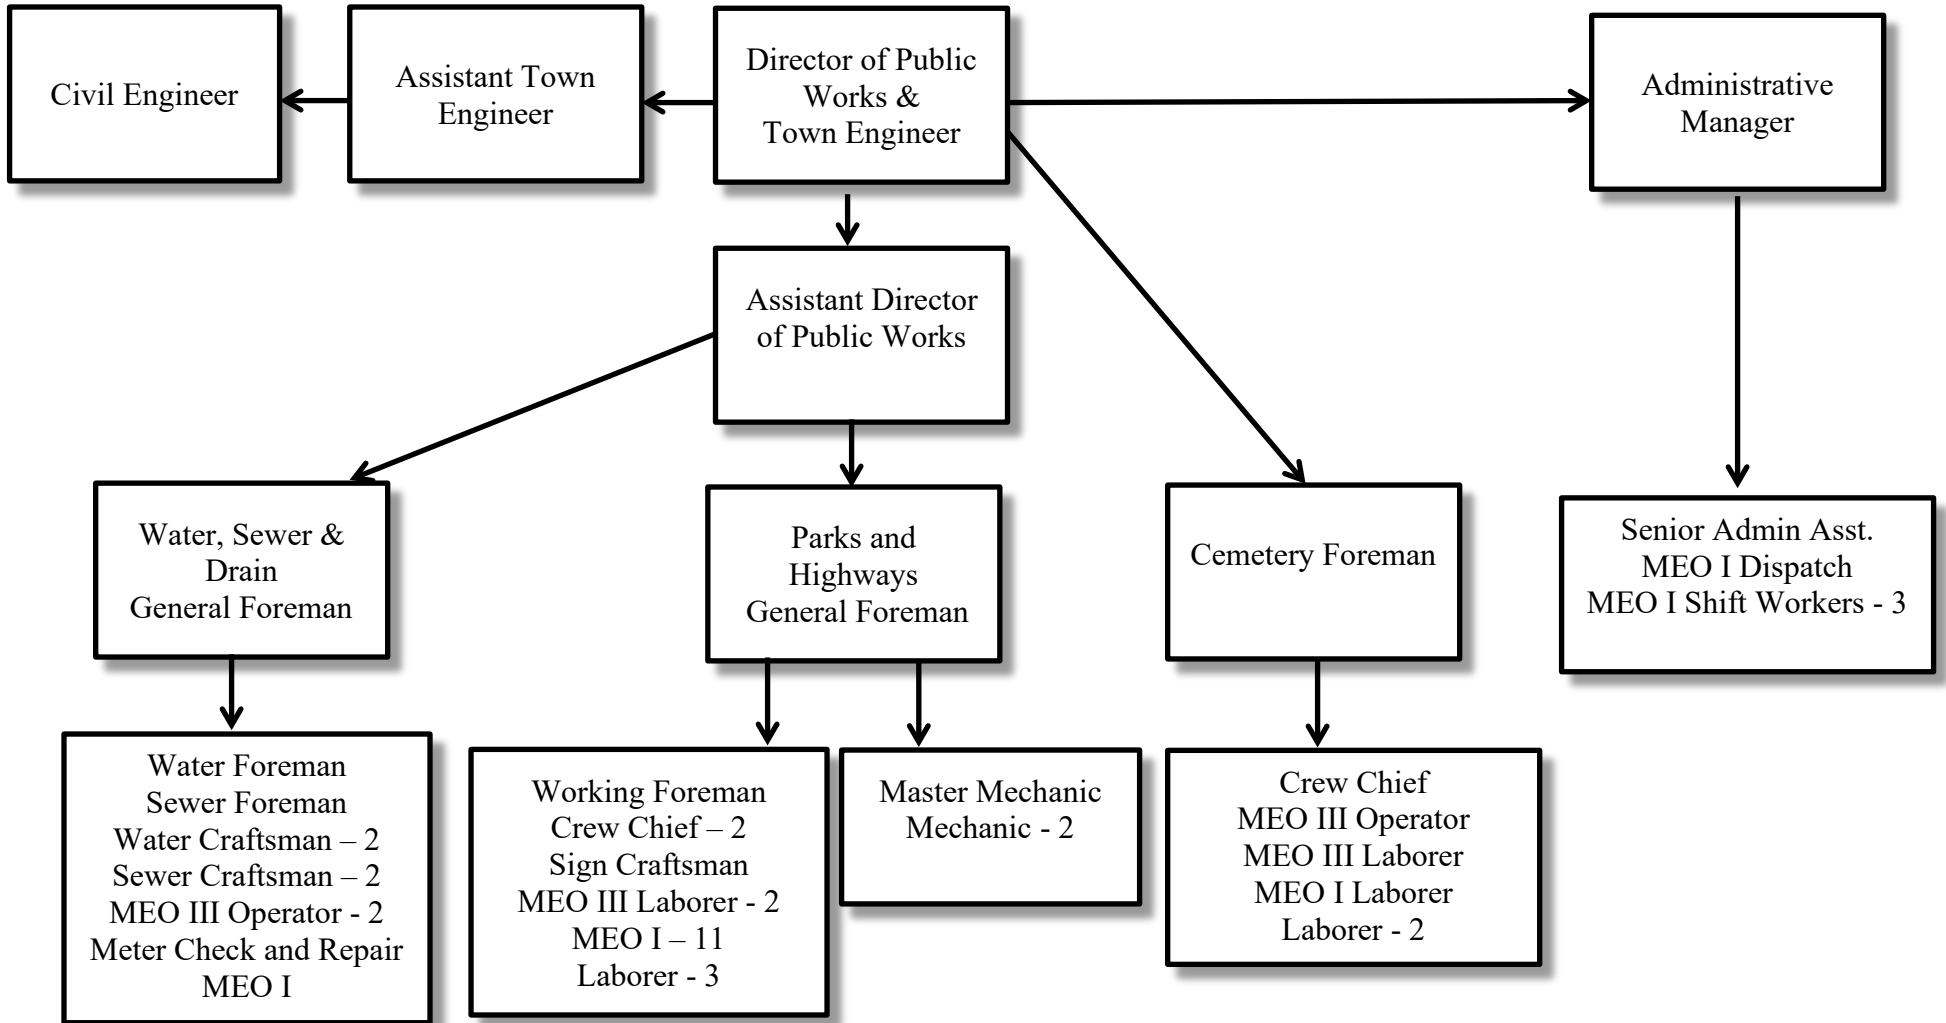 Civil Engineer
Assistant Town
Engineer
Director of Public
Works &
Town Engineer
Administrative
Manager
Assistant Director
of Public Works
Water, Sewer &
Drain
General Foreman
Parks and
Highways
General Foreman
Cemetery Foreman
Senior Admin Asst.
MEO I Dispatch
MEO I Shift Workers - 3
Water Foreman
Sewer Foreman
Water Craftsman – 2
Sewer Craftsman – 2
MEO III Operator - 2
Meter Check and Repair
MEO I
Working Foreman
Crew Chief – 2
Sign Craftsman
MEO III Laborer - 2
MEO I – 11
Laborer - 3
Master Mechanic
Mechanic - 2
Crew Chief
MEO III Operator
MEO III Laborer
MEO I Laborer
Laborer - 2